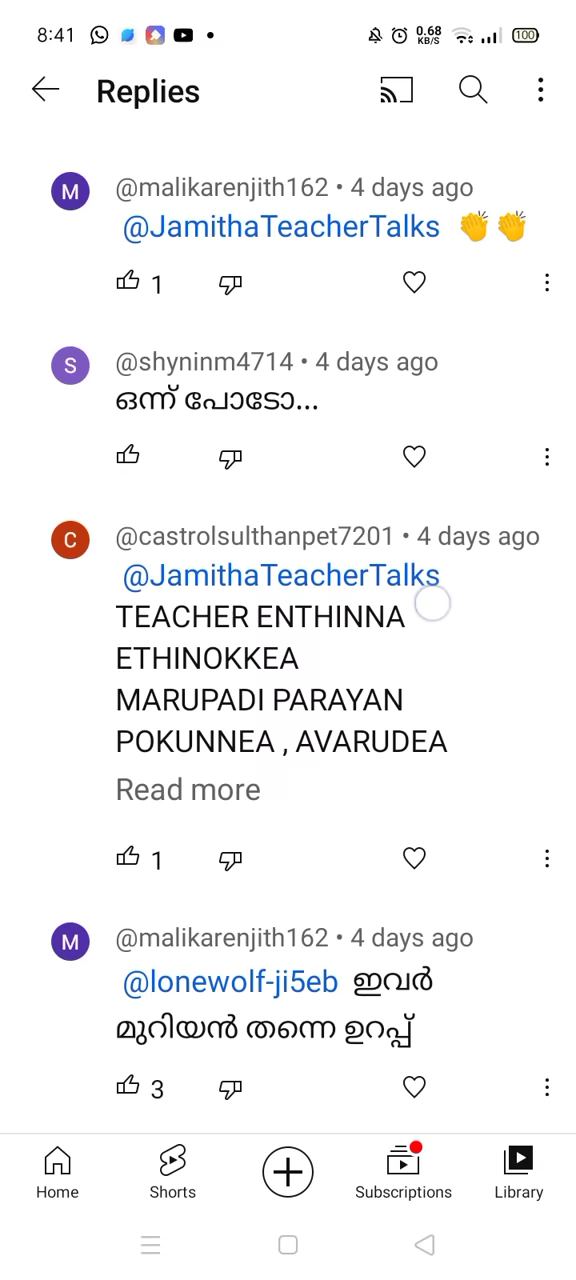 8:41 0.68 KB/S 100
Replies
M @malikarenjith162 • 4 days ago
@JamithaTeacherTalks 👏👏
1
S @shyninm4714 • 4 days ago
ഒന്ന് പോടോ...
C @castrolsulthanpet7201 • 4 days ago
@JamithaTeacherTalks
TEACHER ENTHINNA
ETHINOKKEA
MARUPADI PARAYAN
POKUNNEA , AVARUDEA
Read more
1
M @malikarenjith162 • 4 days ago
@lonewolf-ji5eb ഇവർ
മുറിയൻ തന്നെ ഉറപ്പ്
3
Home Shorts Subscriptions Library